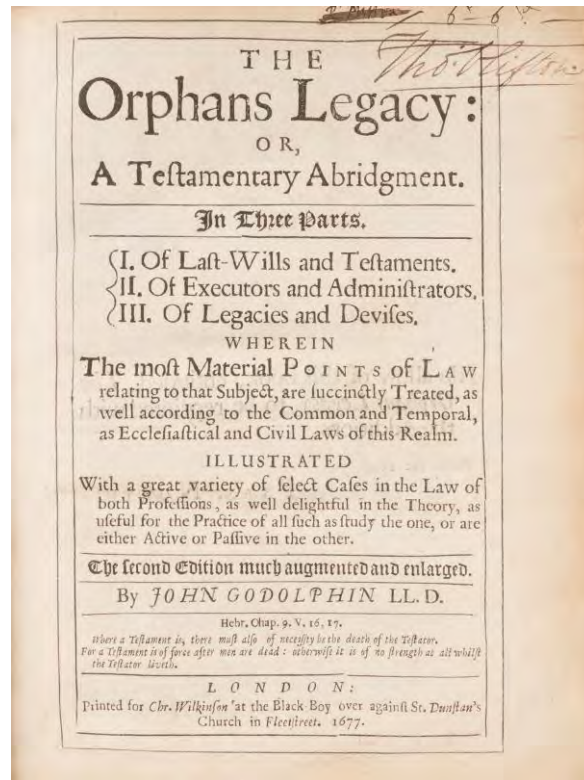 6 - 6
Tho: Clifton.
THE
Orphans Legacy:
OR,
A Teſtamentary Abridgment.
In Three Parts.
I. Of Laſt-Wills and Teſtaments.
II. Of Executors and Adminiſtrators.
III. Of Legacies and Deviſes.
WHEREIN
The moſt Material POINTS of LAW
relating to that Subject, are ſuccinctly Treated, as
well according to the Common and Temporal,
as Eccleſiaſtical and Civil Laws of this Realm.
ILLUSTRATED
With a great variety of ſelect Caſes in the Law of
both Profeſſions, as well delightful in the Theory, as
uſeful for the Practice of all ſuch as ſtudy the one, or are
either Active or Paſſive in the other.
The ſecond Edition much augmented and enlarged.
By JOHN GODOLPHIN LL. D.
Hebr. Chap. 9. V. 16, 17.
Where a Teſtament is, there muſt alſo of neceſſity be the death of the Teſtator.
For a Teſtament is of force after men are dead: otherwiſe it is of no ſtrength at all whilſt
the Teſtator liveth.
LONDON:
Printed for Chr. Wilkinſon at the Black-Boy over againſt St. Dunſtan's
Church in Fleetſtreet. 1677.